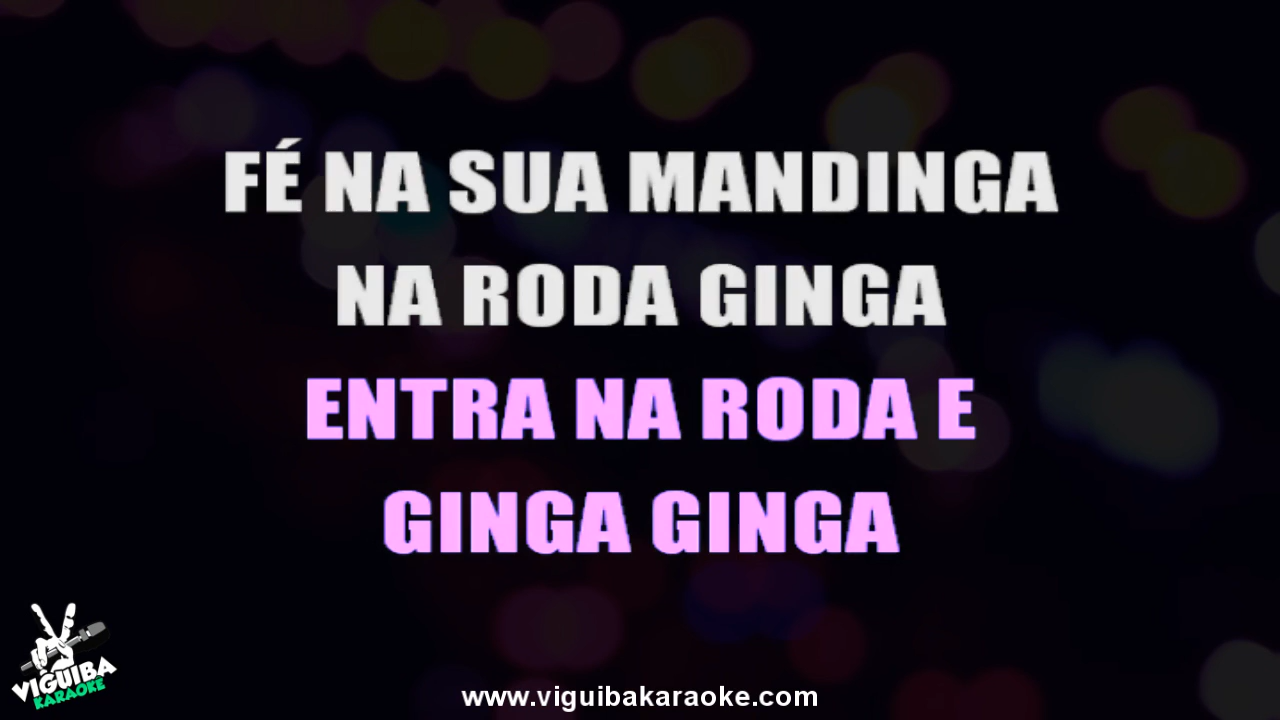 FÉ NA SUA MANDINGA
NA RODA GINGA
ENTRA NA RODA E
GINGA GINGA
VIGUIBA
KARAOKE
www.viguibakaraoke.com